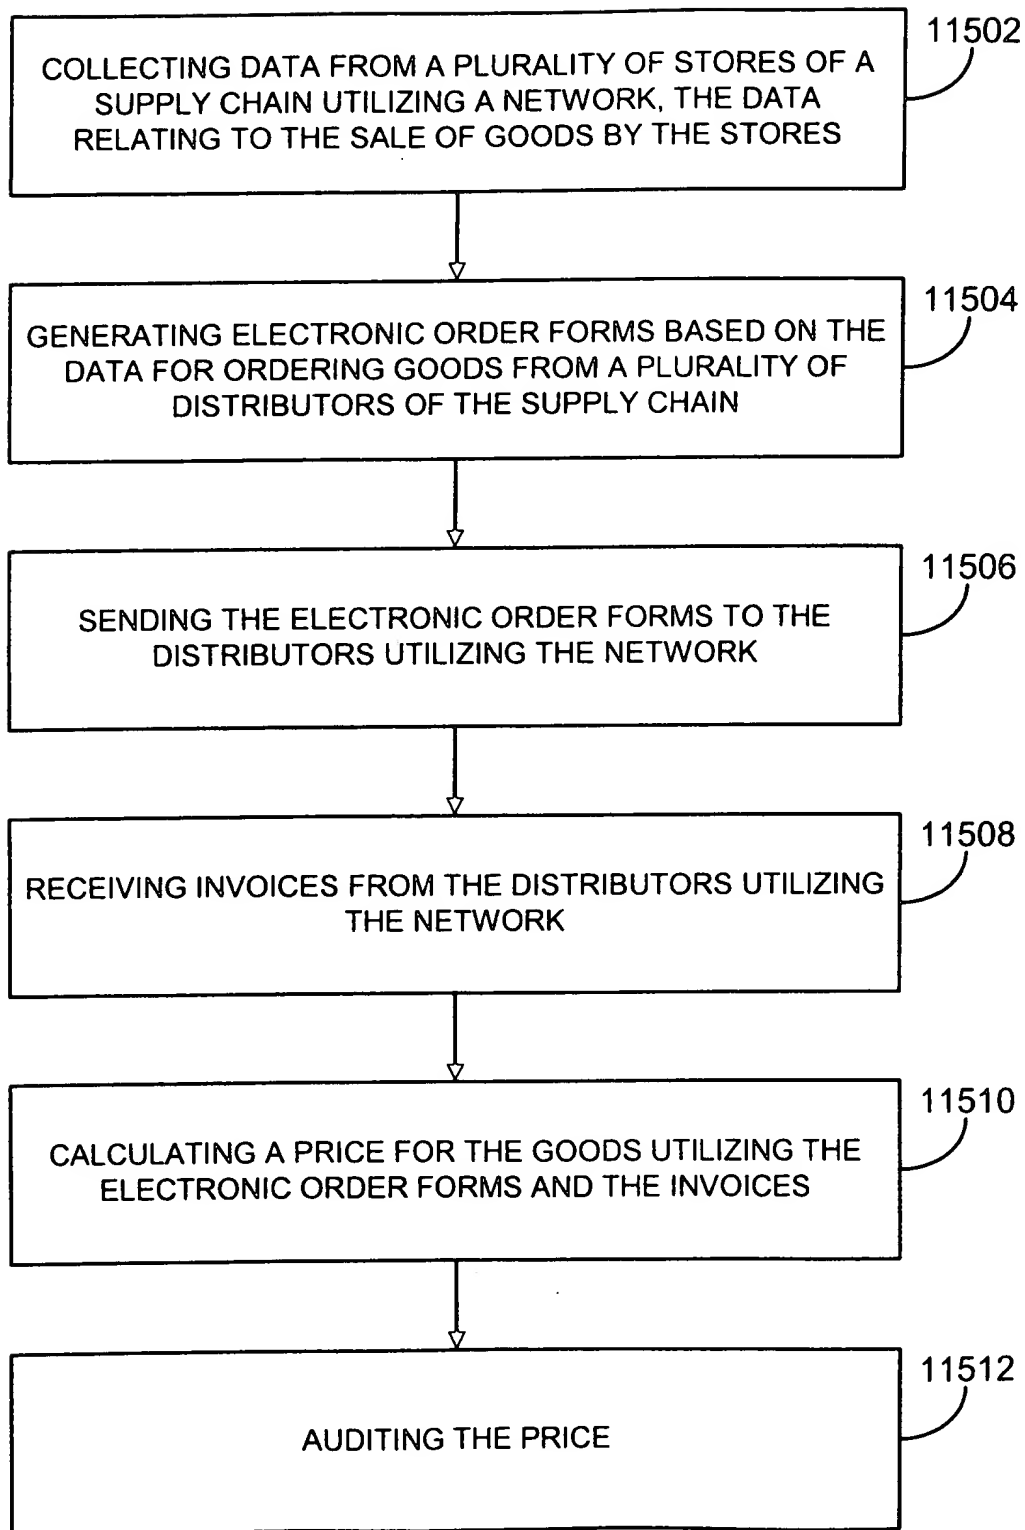 11502
COLLECTING DATA FROM A PLURALITY OF STORES OF A
SUPPLY CHAIN UTILIZING A NETWORK, THE DATA
RELATING TO THE SALE OF GOODS BY THE STORES
11504
GENERATING ELECTRONIC ORDER FORMS BASED ON THE
DATA FOR ORDERING GOODS FROM A PLURALITY OF
DISTRIBUTORS OF THE SUPPLY CHAIN
11506
SENDING THE ELECTRONIC ORDER FORMS TO THE
DISTRIBUTORS UTILIZING THE NETWORK
11508
RECEIVING INVOICES FROM THE DISTRIBUTORS UTILIZING
THE NETWORK
11510
CALCULATING A PRICE FOR THE GOODS UTILIZING THE
ELECTRONIC ORDER FORMS AND THE INVOICES
11512
AUDITING THE PRICE